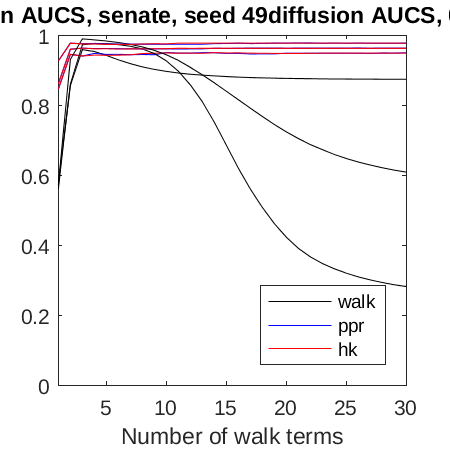 n AUCS, senate, seed 49diffusion AUCS,
1
0.8
0.6
0.4
0.2
0
5 10 15 20 25 30
Number of walk terms
walk
ppr
hk